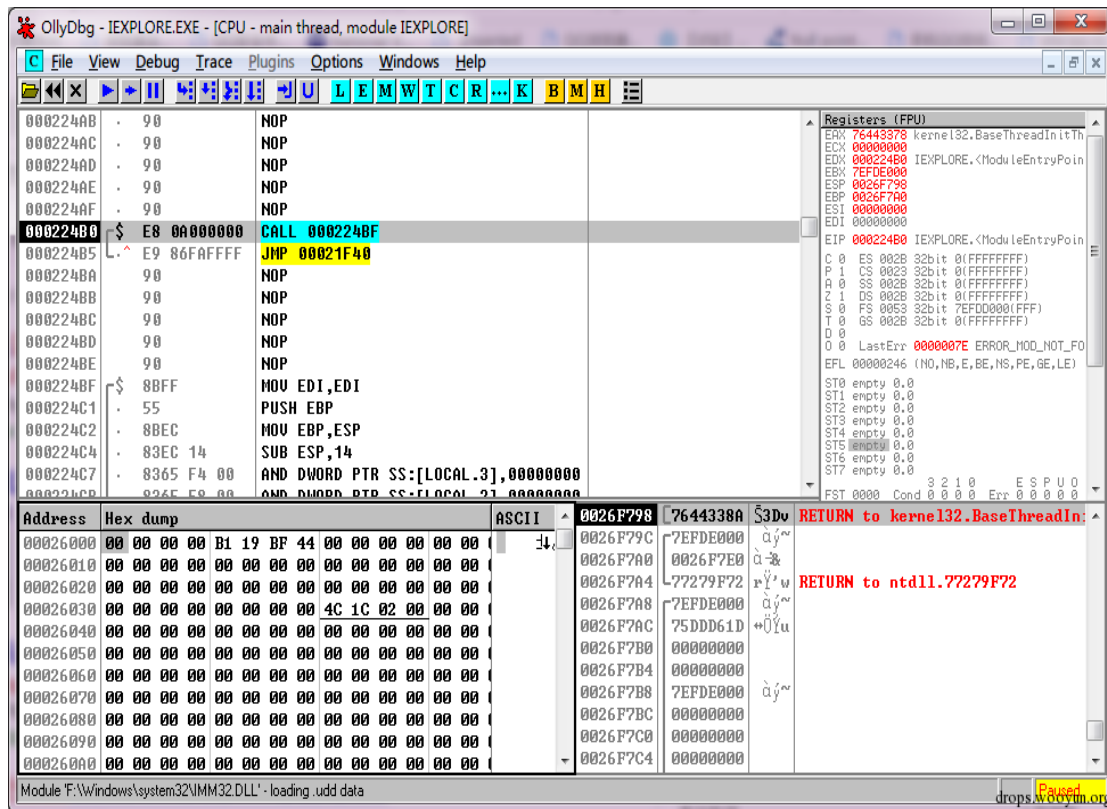 OllyDbg - IEXPLORE.EXE - [CPU - main thread, module IEXPLORE]
C File View Debug Trace Plugins Options Windows Help
L E M W T C R ... K B M H
000224AB . 90 NOP
000224AC . 90 NOP
000224AD . 90 NOP
000224AE . 90 NOP
000224AF . 90 NOP
000224B0 $ E8 0A000000 CALL 000224BF
000224B5 .^ E9 86FAFFFF JMP 00021F40
000224BA 90 NOP
000224BB 90 NOP
000224BC 90 NOP
000224BD 90 NOP
000224BE 90 NOP
000224BF $ 8BFF MOV EDI,EDI
000224C1 . 55 PUSH EBP
000224C2 . 8BEC MOV EBP,ESP
000224C4 . 83EC 14 SUB ESP,14
000224C7 . 8365 F4 00 AND DWORD PTR SS:[LOCAL.3],00000000
Registers (FPU)
EAX 76443378 kernel32.BaseThreadInitTh
ECX 00000000
EDX 000224B0 IEXPLORE.<ModuleEntryPoin
EBX 7EFDE000
ESP 0026F798
EBP 0026F7A0
ESI 00000000
EDI 00000000
EIP 000224B0 IEXPLORE.<ModuleEntryPoin
C 0 ES 002B 32bit 0(FFFFFFFF)
P 1 CS 0023 32bit 0(FFFFFFFF)
A 0 SS 002B 32bit 0(FFFFFFFF)
Z 1 DS 002B 32bit 0(FFFFFFFF)
S 0 FS 0053 32bit 7EFDD000(FFF)
T 0 GS 002B 32bit 0(FFFFFFFF)
D 0
O 0 LastErr 0000007E ERROR_MOD_NOT_FO
EFL 00000246 (NO,NB,E,BE,NS,PE,GE,LE)
ST0 empty 0.0
ST1 empty 0.0
ST2 empty 0.0
ST3 empty 0.0
ST4 empty 0.0
ST5 empty 0.0
ST6 empty 0.0
ST7 empty 0.0
3 2 1 0 E S P U O
FST 0000 Cond 0 0 0 0 Err 0 0 0 0 0
Address Hex dump ASCII
00026000 00 00 00 00 B1 19 BF 44 00 00 00 00 00 00
00026010 00 00 00 00 00 00 00 00 00 00 00 00 00 00
00026020 00 00 00 00 00 00 00 00 00 00 00 00 00 00
00026030 00 00 00 00 00 00 00 00 4C 1C 02 00 00 00
00026040 00 00 00 00 00 00 00 00 00 00 00 00 00 00
00026050 00 00 00 00 00 00 00 00 00 00 00 00 00 00
00026060 00 00 00 00 00 00 00 00 00 00 00 00 00 00
00026070 00 00 00 00 00 00 00 00 00 00 00 00 00 00
00026080 00 00 00 00 00 00 00 00 00 00 00 00 00 00
00026090 00 00 00 00 00 00 00 00 00 00 00 00 00 00
000260A0 00 00 00 00 00 00 00 00 00 00 00 00 00 00
0026F798 7644338A Š3Dv RETURN to kernel32.BaseThreadIn
0026F79C 7EFDE000 àý~
0026F7A0 0026F7E0
0026F7A4 77279F72 rŸ'w RETURN to ntdll.77279F72
0026F7A8 7EFDE000 àý~
0026F7AC 75DDD61D ↔ÖÝu
0026F7B0 00000000
0026F7B4 00000000
0026F7B8 7EFDE000 àý~
0026F7BC 00000000
0026F7C0 00000000
0026F7C4 00000000
Module 'F:\Windows\system32\IMM32.DLL' - loading .udd data
Paused
drops.wooyun.org